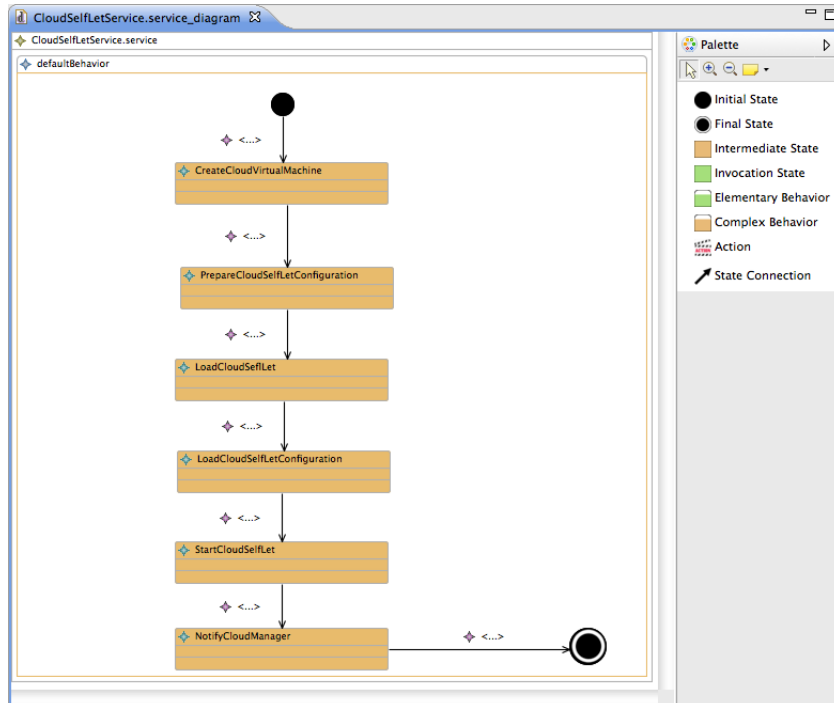 CloudSelfLetService.service_diagram
CloudSelfLetService.service
defaultBehavior
<...>
CreateCloudVirtualMachine
<...>
PrepareCloudSelfLetConfiguration
<...>
LoadCloudSeflLet
<...>
LoadCloudSelfLetConfiguration
<...>
StartCloudSelfLet
<...>
NotifyCloudManager
<...>
Palette
Initial State
Final State
Intermediate State
Invocation State
Elementary Behavior
Complex Behavior
Action
State Connection